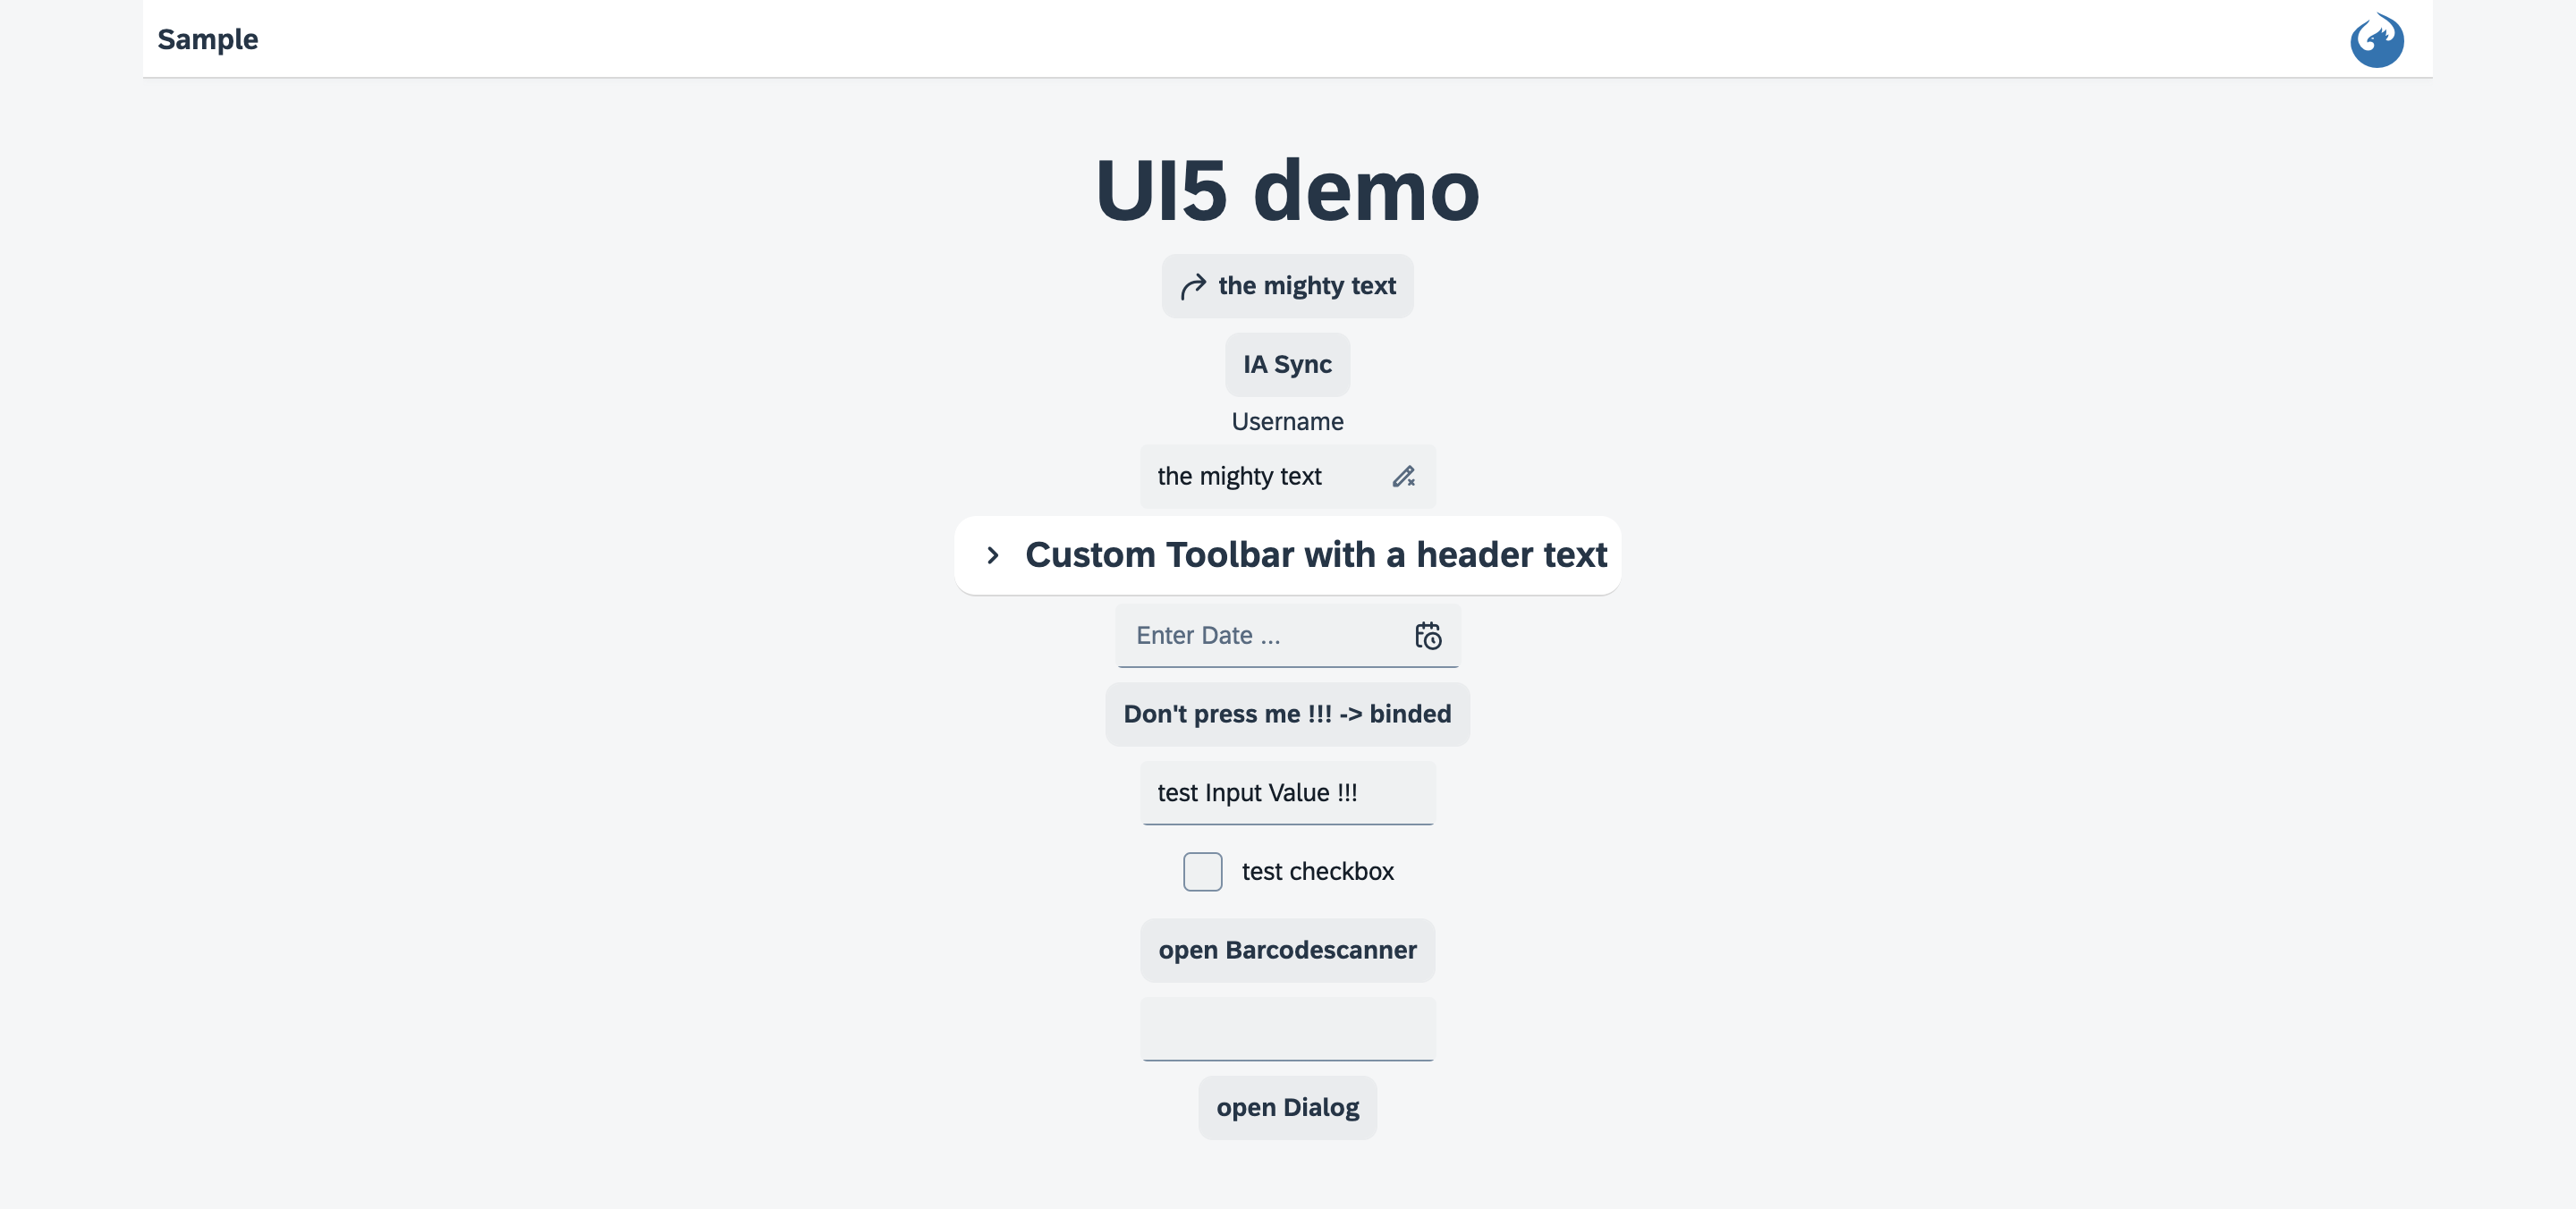 Sample
UI5 demo
the mighty text
IA Sync
Username
the mighty text
Custom Toolbar with a header text
Enter Date ...
Don't press me !!! -> binded
test Input Value !!!
test checkbox
open Barcodescanner
open Dialog